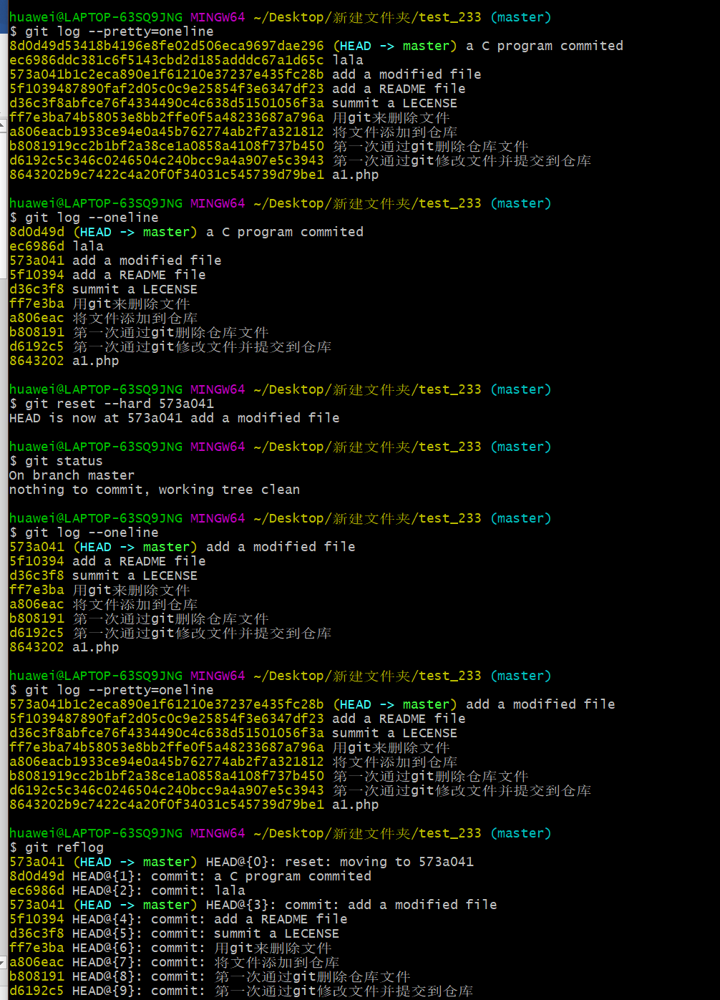 huawei@LAPTOP-63SQ9JNG MINGW64 ~/Desktop/新建文件夹/test_233 (master)
$ git log --pretty=oneline
8d0d49d53418b4196e8fe02d506eca9697dae296 (HEAD -> master) a C program commited
ec6986ddc381c6f5143cbd2d185adddc67a1d65c lala
573a041b1c2eca890e1f61210e37237e435fc28b add a modified file
5f1039487890faf2d05c0c9e25854f3e6347df23 add a README file
d36c3f8abfce76f4334490c4c638d51501056f3a summit a LECENSE
ff7e3ba74b58053e8bb2ffe0f5a48233687a796a 用git来删除文件
a806eacb1933ce94e0a45b762774ab2f7a321812 将文件添加到仓库
b8081919cc2b1bf2a38ce1a0858a4108f737b450 第一次通过git删除仓库文件
d6192c5c346c0246504c240bcc9a4a907e5c3943 第一次通过git修改文件并提交到仓库
8643202b9c7422c4a20f0f34031c545739d79be1 a1.php
huawei@LAPTOP-63SQ9JNG MINGW64 ~/Desktop/新建文件夹/test_233 (master)
$ git log --oneline
8d0d49d (HEAD -> master) a C program commited
ec6986d lala
573a041 add a modified file
5f10394 add a README file
d36c3f8 summit a LECENSE
ff7e3ba 用git来删除文件
a806eac 将文件添加到仓库
b808191 第一次通过git删除仓库文件
d6192c5 第一次通过git修改文件并提交到仓库
8643202 a1.php
huawei@LAPTOP-63SQ9JNG MINGW64 ~/Desktop/新建文件夹/test_233 (master)
$ git reset --hard 573a041
HEAD is now at 573a041 add a modified file
huawei@LAPTOP-63SQ9JNG MINGW64 ~/Desktop/新建文件夹/test_233 (master)
$ git status
On branch master
nothing to commit, working tree clean
huawei@LAPTOP-63SQ9JNG MINGW64 ~/Desktop/新建文件夹/test_233 (master)
$ git log --oneline
573a041 (HEAD -> master) add a modified file
5f10394 add a README file
d36c3f8 summit a LECENSE
ff7e3ba 用git来删除文件
a806eac 将文件添加到仓库
b808191 第一次通过git删除仓库文件
d6192c5 第一次通过git修改文件并提交到仓库
8643202 a1.php
huawei@LAPTOP-63SQ9JNG MINGW64 ~/Desktop/新建文件夹/test_233 (master)
$ git log --pretty=oneline
573a041b1c2eca890e1f61210e37237e435fc28b (HEAD -> master) add a modified file
5f1039487890faf2d05c0c9e25854f3e6347df23 add a README file
d36c3f8abfce76f4334490c4c638d51501056f3a summit a LECENSE
ff7e3ba74b58053e8bb2ffe0f5a48233687a796a 用git来删除文件
a806eacb1933ce94e0a45b762774ab2f7a321812 将文件添加到仓库
b8081919cc2b1bf2a38ce1a0858a4108f737b450 第一次通过git删除仓库文件
d6192c5c346c0246504c240bcc9a4a907e5c3943 第一次通过git修改文件并提交到仓库
8643202b9c7422c4a20f0f34031c545739d79be1 a1.php
huawei@LAPTOP-63SQ9JNG MINGW64 ~/Desktop/新建文件夹/test_233 (master)
$ git reflog
573a041 (HEAD -> master) HEAD@{0}: reset: moving to 573a041
8d0d49d HEAD@{1}: commit: a C program commited
ec6986d HEAD@{2}: commit: lala
573a041 (HEAD -> master) HEAD@{3}: commit: add a modified file
5f10394 HEAD@{4}: commit: add a README file
d36c3f8 HEAD@{5}: commit: summit a LECENSE
ff7e3ba HEAD@{6}: commit: 用git来删除文件
a806eac HEAD@{7}: commit: 将文件添加到仓库
b808191 HEAD@{8}: commit: 第一次通过git删除仓库文件
d6192c5 HEAD@{9}: commit: 第一次通过git修改文件并提交到仓库